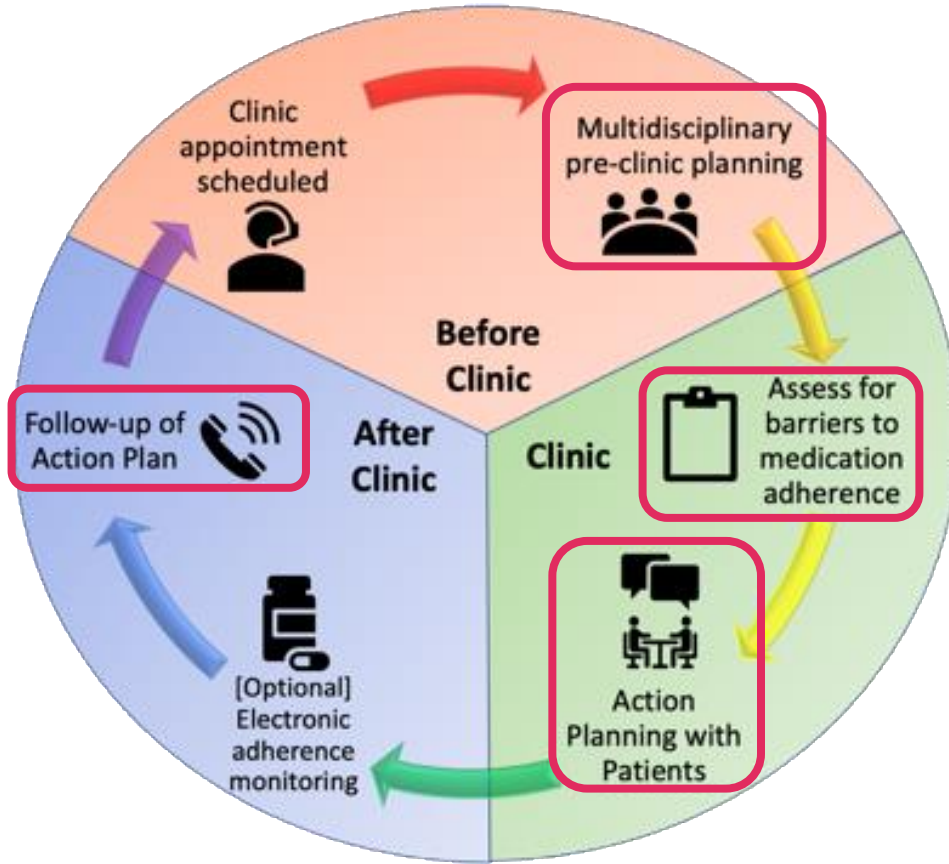 Clinic
appointment
scheduled
Multidisciplinary
pre-clinic planning
Before
Clinic
Assess for
barriers to
medication
adherence
Clinic
Action
Planning with
Patients
After
Clinic
[Optional]
Electronic
adherence
monitoring
Follow-up of
Action Plan